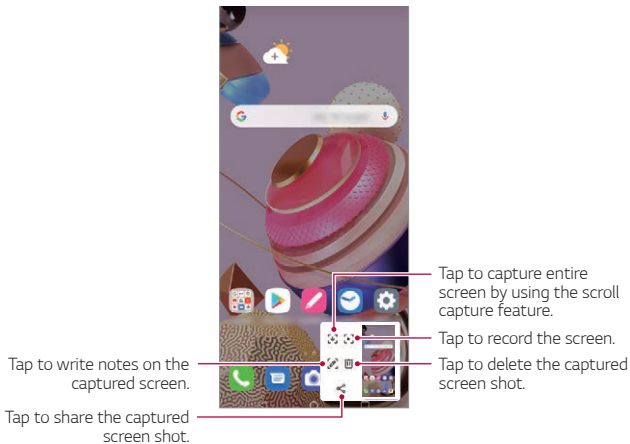 Tap to capture entire
screen by using the scroll
capture feature.
Tap to record the screen.
Tap to delete the captured
screen shot.
Tap to write notes on the
captured screen.
Tap to share the captured
screen shot.